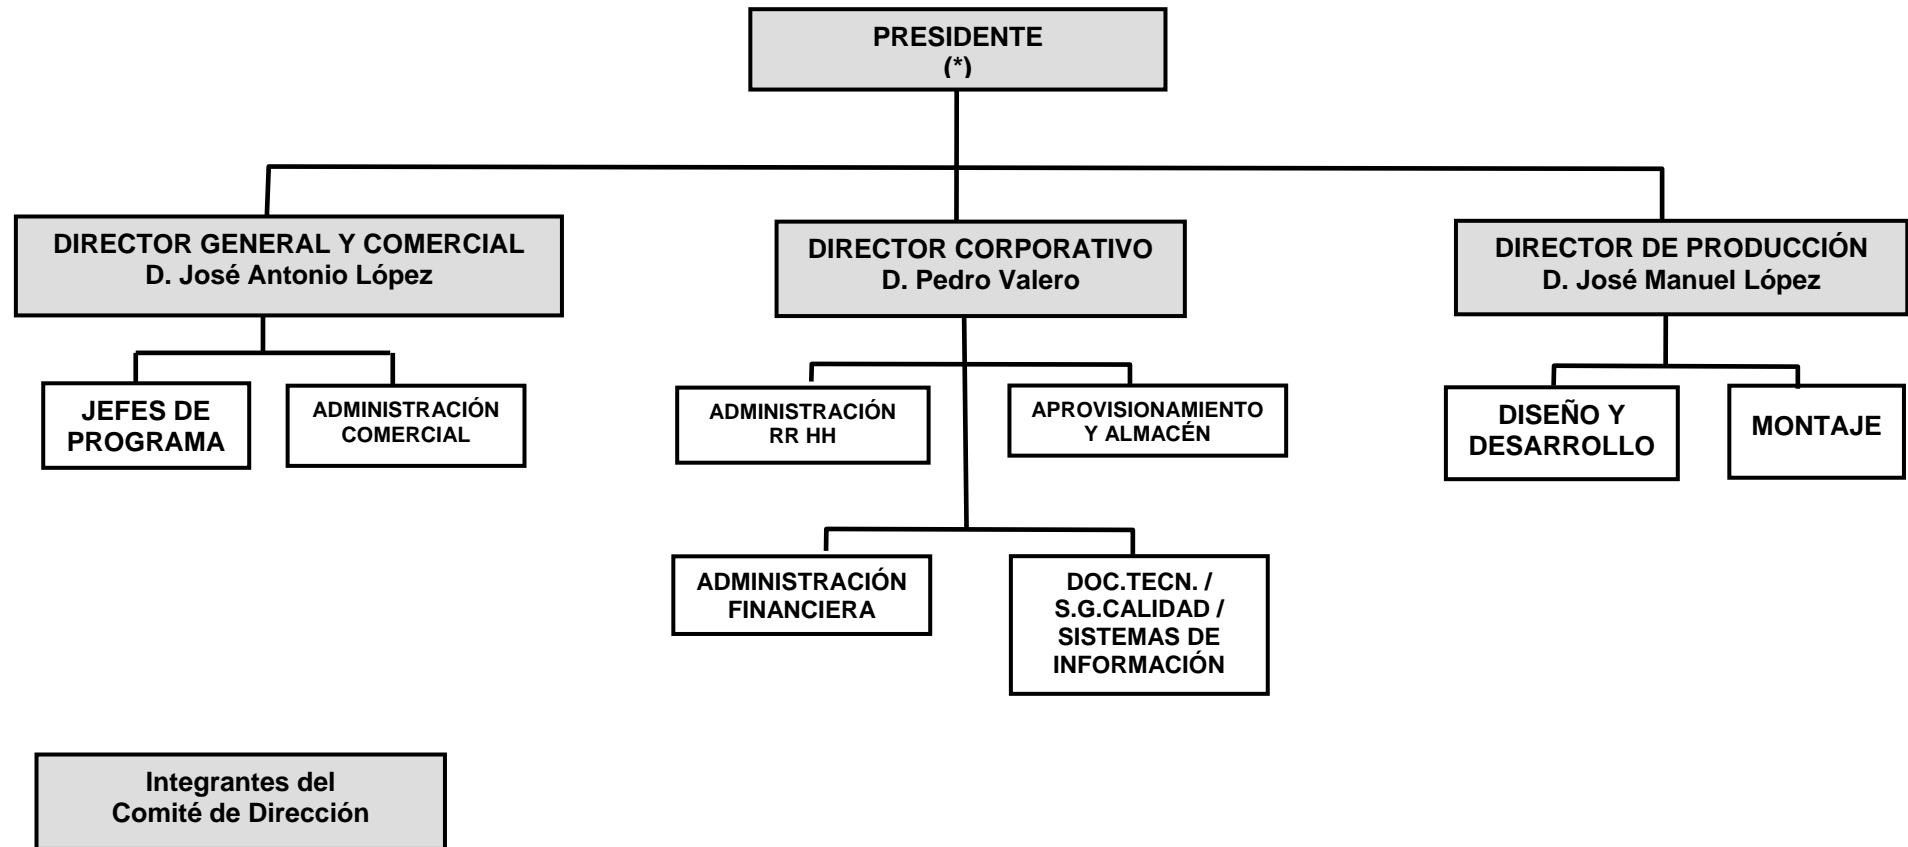 PRESIDENTE
(*)
DIRECTOR GENERAL Y COMERCIAL
D. José Antonio López
DIRECTOR CORPORATIVO
D. Pedro Valero
DIRECTOR DE PRODUCCIÓN
D. José Manuel López
JEFES DE
PROGRAMA
ADMINISTRACIÓN
COMERCIAL
ADMINISTRACIÓN
RR HH
APROVISIONAMIENTO
Y ALMACÉN
DISEÑO Y
DESARROLLO
MONTAJE
ADMINISTRACIÓN
FINANCIERA
DOC.TECN. /
S.G.CALIDAD /
SISTEMAS DE
INFORMACIÓN
Integrantes del
Comité de Dirección